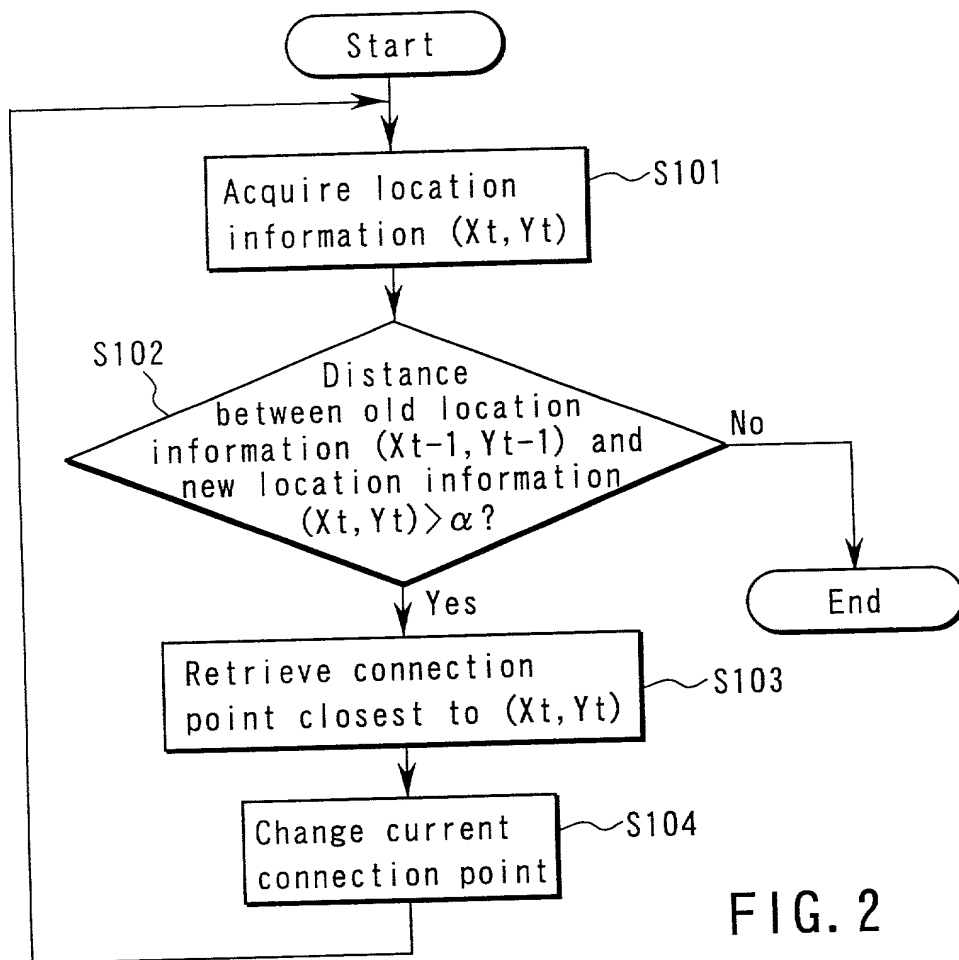 Start
Acquire location
information (Xt,Yt)
S101
S102
Distance
between old location
information (Xt-1,Yt-1) and
new location information
(Xt,Yt)>α?
No
End
Yes
Retrieve connection
point closest to (Xt,Yt)
S103
Change current
connection point
S104
FIG. 2